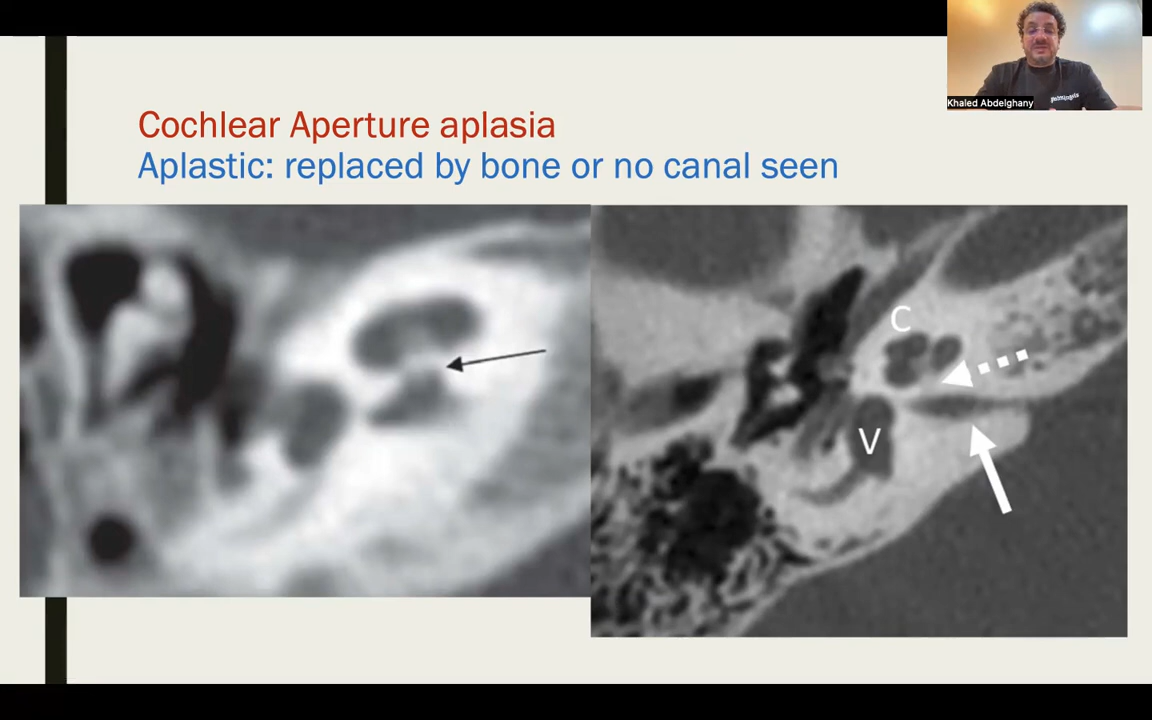 Khaled Abdelghany
Cochlear Aperture aplasia
Aplastic: replaced by bone or no canal seen
C
V